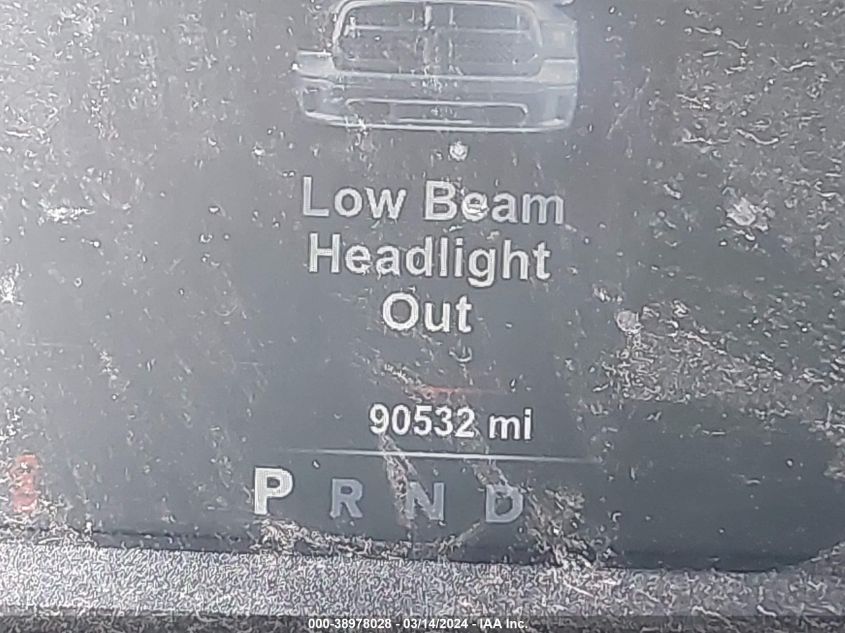 Low Beam
Headlight
Out
90532 mi
P R N D
000-38978028 - 03/14/2024 - IAA Inc.